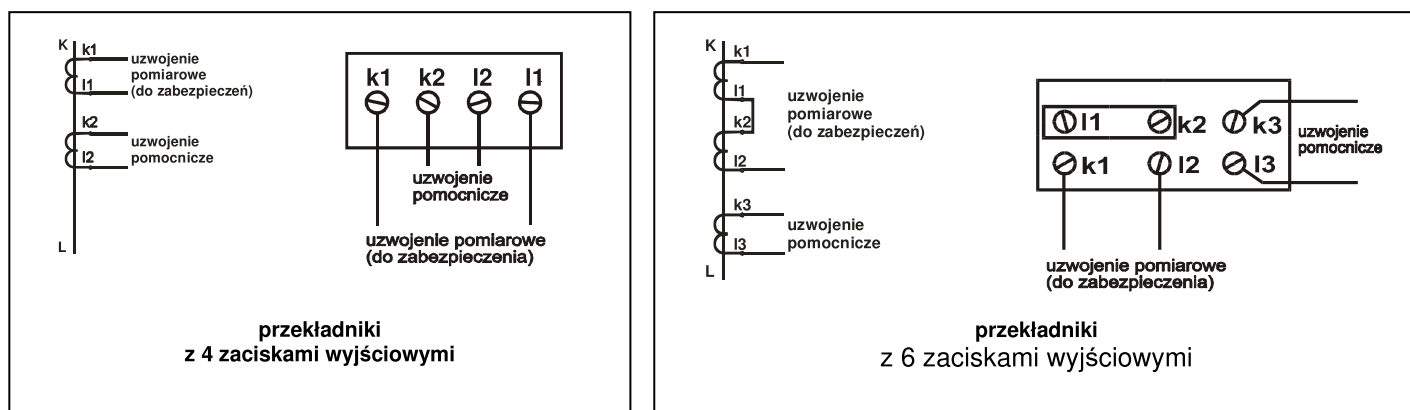 K
k1
uzwojenie
pomiarowe
(do zabezpieczeń)
l1
k2
uzwojenie
pomocnicze
l2
L
k1 k2 l2 l1
uzwojenie
pomocnicze
uzwojenie pomiarowe
(do zabezpieczenia)
przekładniki
z 4 zaciskami wyjściowymi
K
k1
l1
uzwojenie
pomiarowe
(do zabezpieczeń)
k2
l2
k3
uzwojenie
pomocnicze
l3
L
l1 k2 k3
k1 l2 l3
uzwojenie
pomocnicze
uzwojenie pomiarowe
(do zabezpieczenia)
przekładniki
z 6 zaciskami wyjściowymi